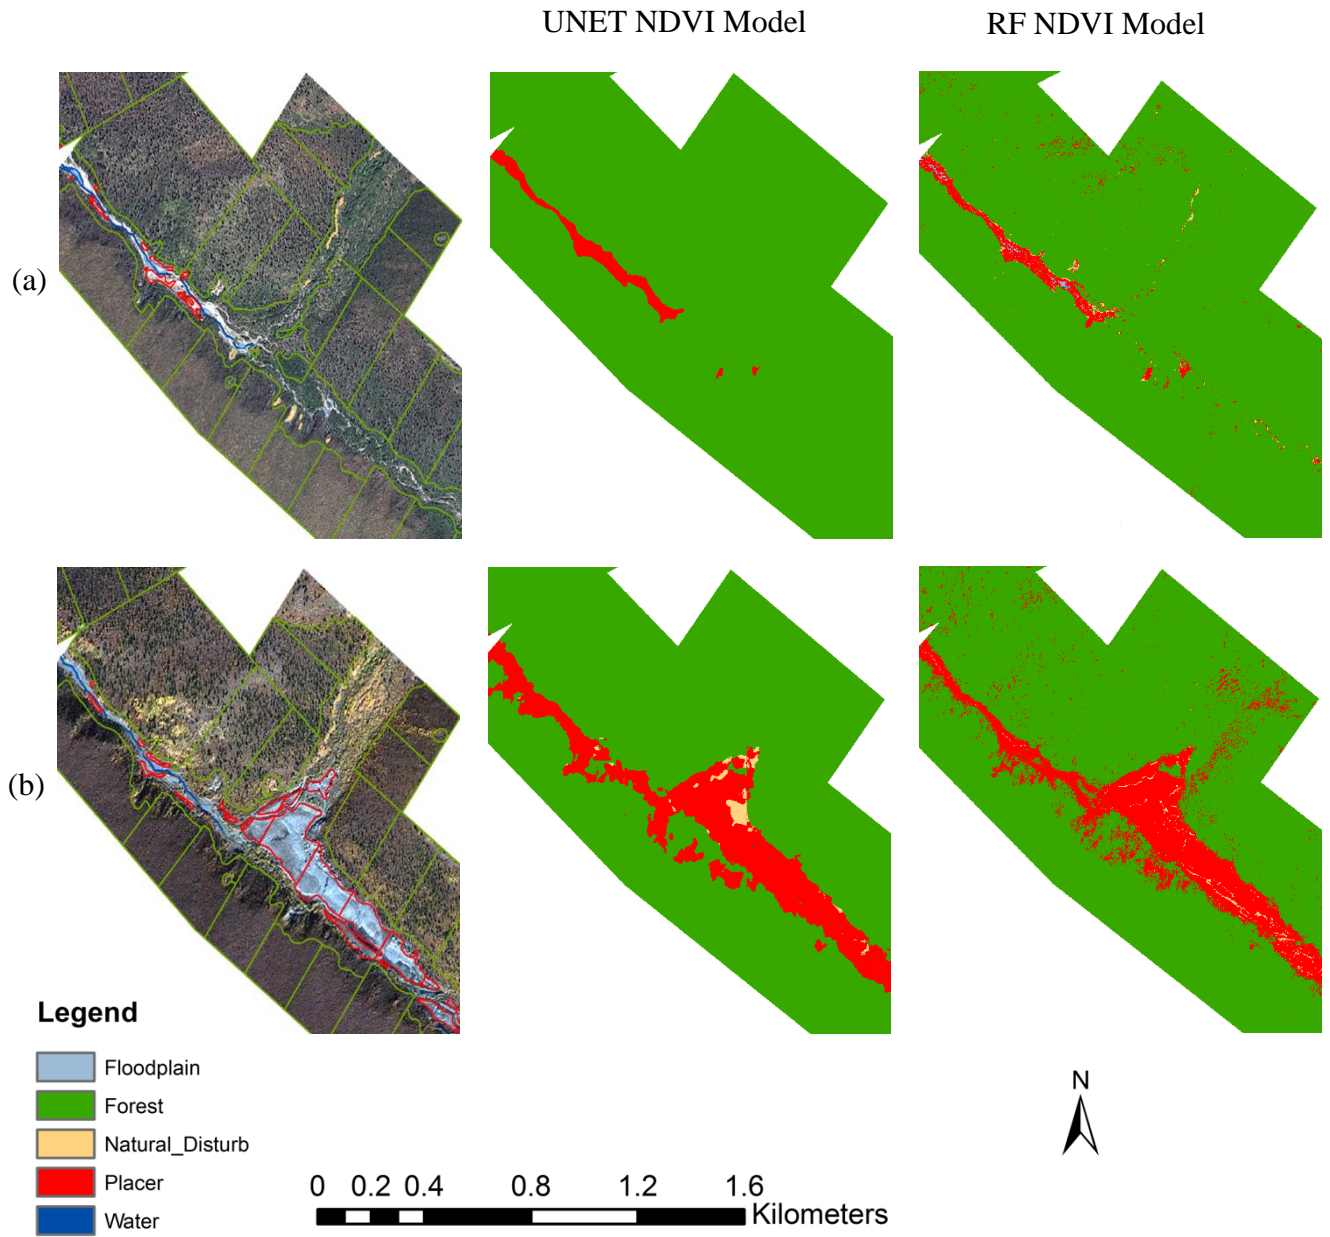 UNET NDVI Model
RF NDVI Model
(a)
(b)
Legend
Floodplain
Forest
Natural_Disturb
Placer
Water
N
0 0.2 0.4 0.8 1.2 1.6
Kilometers